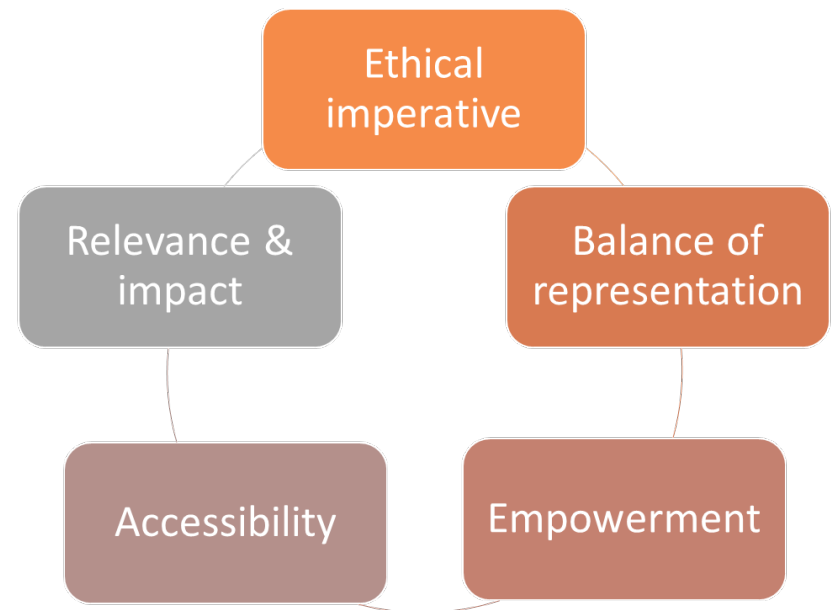 Ethical
imperative
Relevance &
impact
Balance of
representation
Accessibility
Empowerment